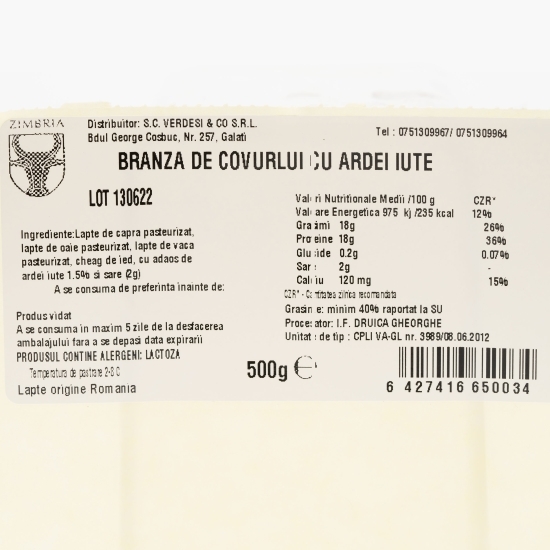 ZIMBRIA
Distribuitor: S.C. VERDESI & CO S.R.L.
Bdul George Cosbuc, Nr. 257, Galati
Tel : 0751309967/ 0751309964
BRANZA DE COVURLUI CU ARDEI IUTE
LOT 130622
Ingrediente:Lapte de capra pasteurizat,
lapte de oaie pasteurizat, lapte de vaca
pasteurizat, cheag de ied, cu adaos de
ardei iute 1.5% si sare (2g)
A se consuma de preferinta inainte de:
Produs vidat
A se consuma in maxim 5 zile de la desfacerea
ambalajului fara a se depasi data expirarii
PRODUSUL CONTINE ALERGENI: LACTOZA
Temperatura de pastrare 2-8 C
Lapte origine Romania
500g e
Valori Nutritionale Medii /100 g CZR*
Valoare Energetica 975 kj /235 kcal 12%
Grasimi 18g 26%
Proteine 18g 36%
Glucide 0.2g 0.07%
Sare 2g -
Calciu 120 mg 15%
CZR* - Cantitatea zilnica recomandata
Grasime: minim 40% raportat la SU
Procesator: I.F. DRUICA GHEORGHE
Unitate de tip : CPLI VA-GL nr. 3989/08.06.2012
6 427416 650034